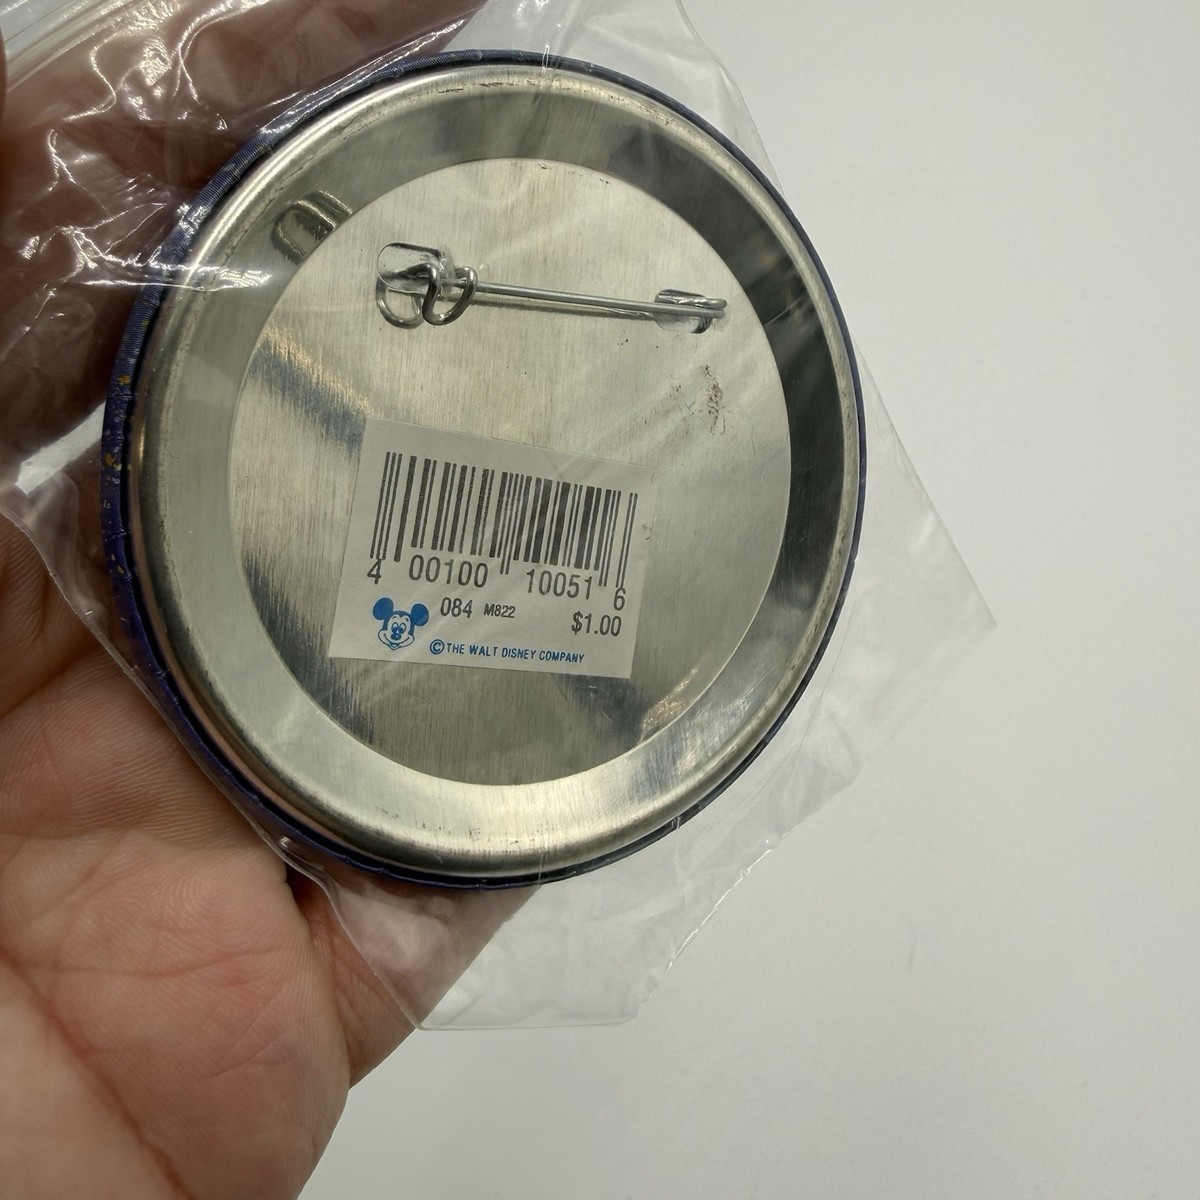 4 00100 10051 6
084 M822 $1.00
© THE WALT DISNEY COMPANY